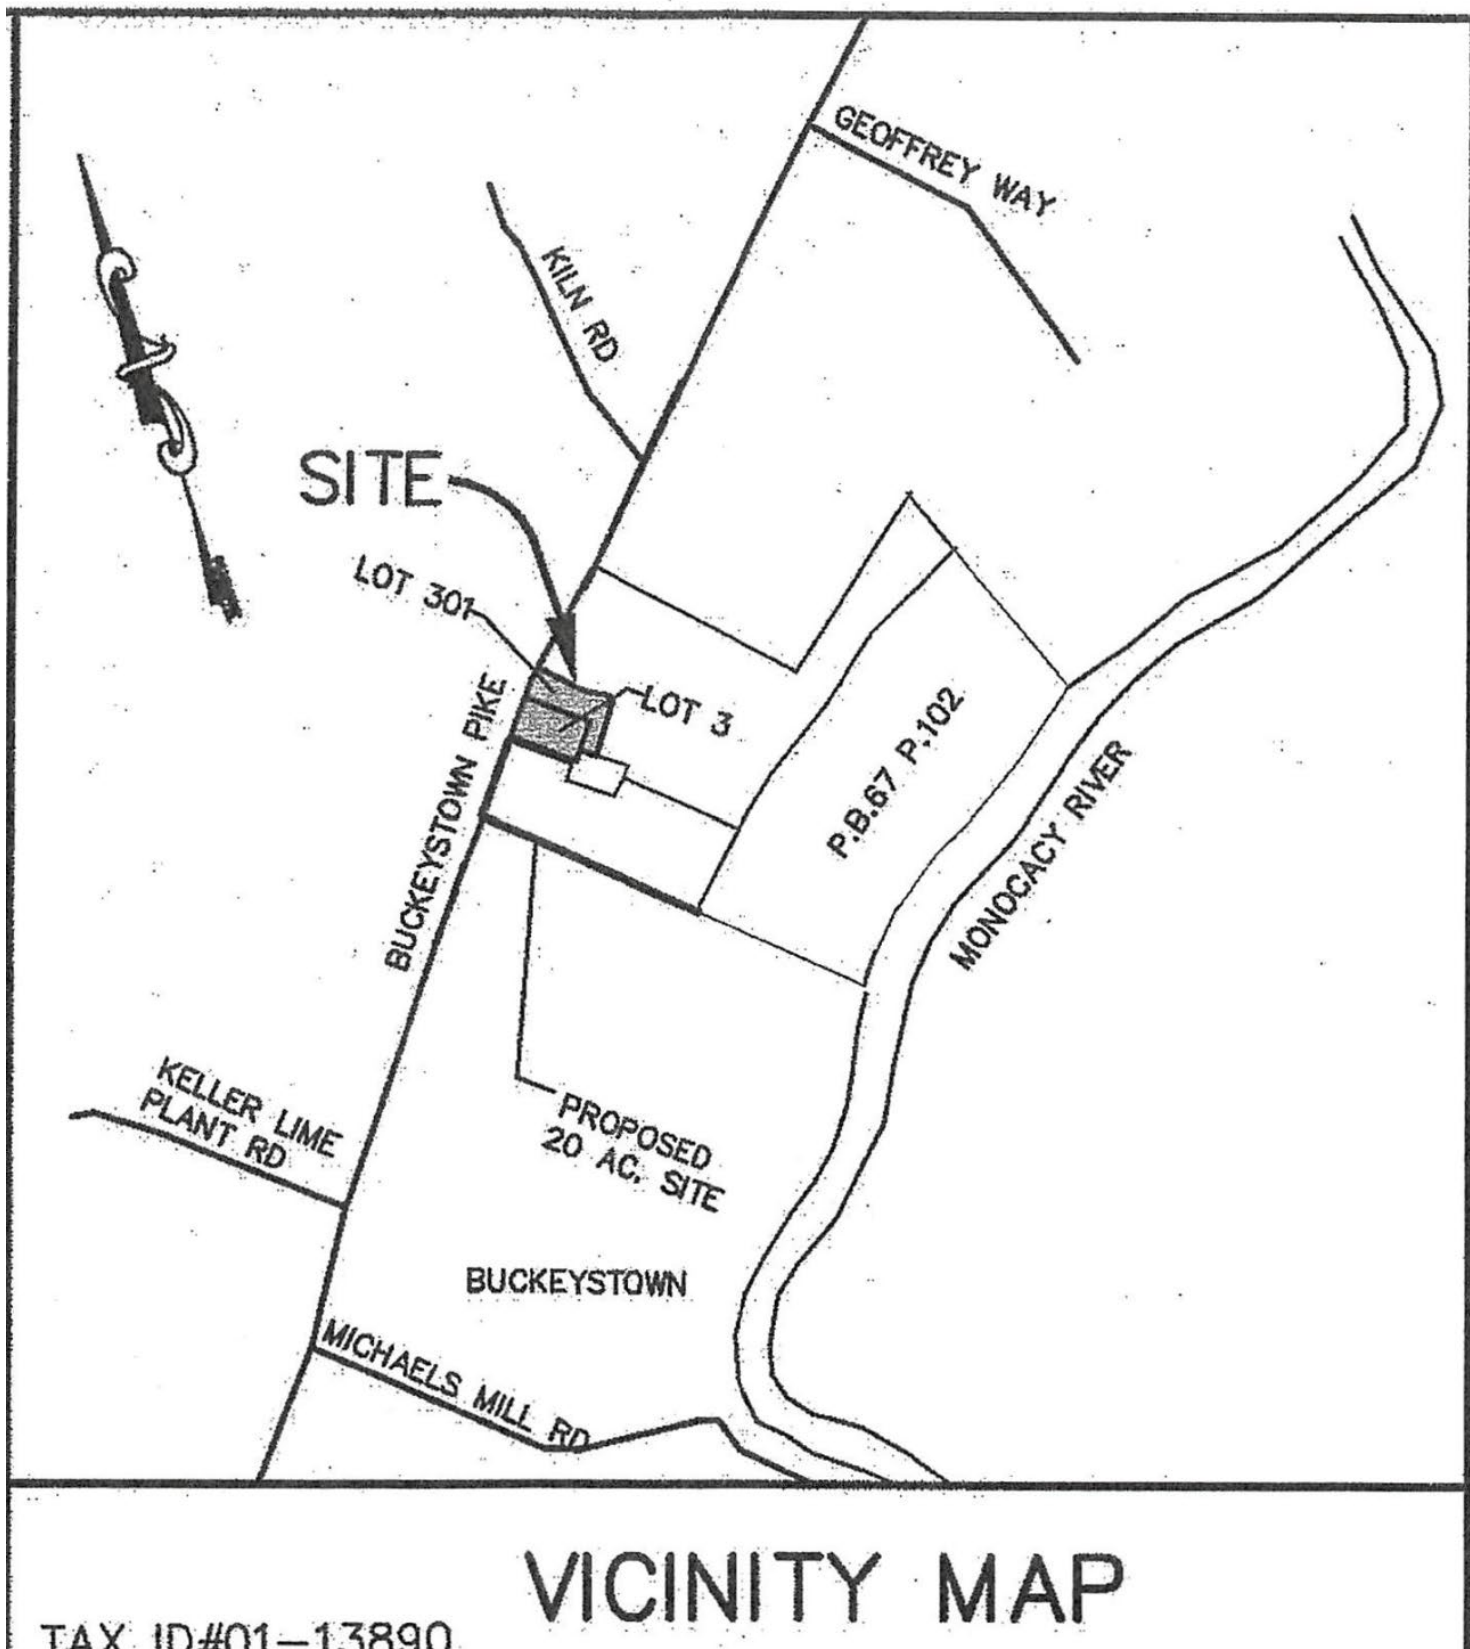 GEOFFREY WAY
KILN RD
SITE
LOT 301
LOT 3
BUCKEYSTOWN PIKE
P.B.67 P.102
MONOCACY RIVER
KELLER LIME
PLANT RD
PROPOSED
20 AC. SITE
BUCKEYSTOWN
MICHAELS MILL RD
VICINITY MAP
TAX ID#01-13890